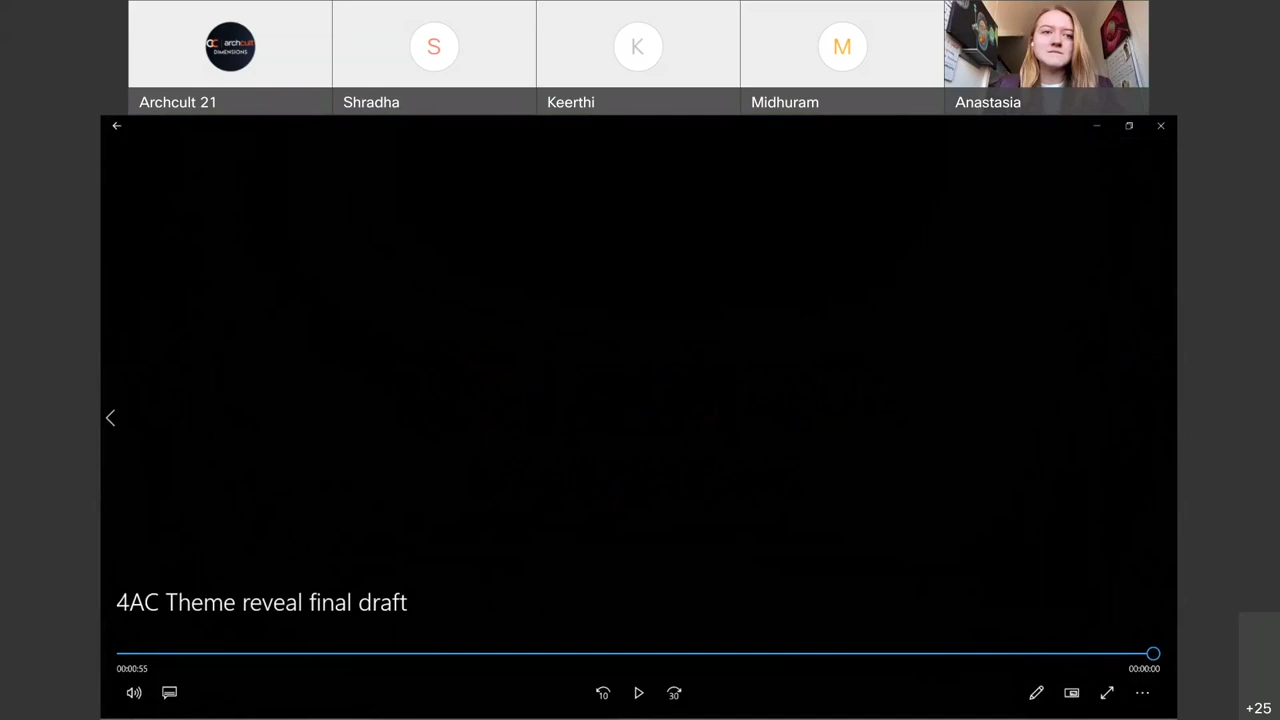 archcult
DIMENSIONS
S
K
M
Archcult 21
Shradha
Keerthi
Midhuram
Anastasia
4AC Theme reveal final draft
00:00:55
00:00:00
10
30
+25